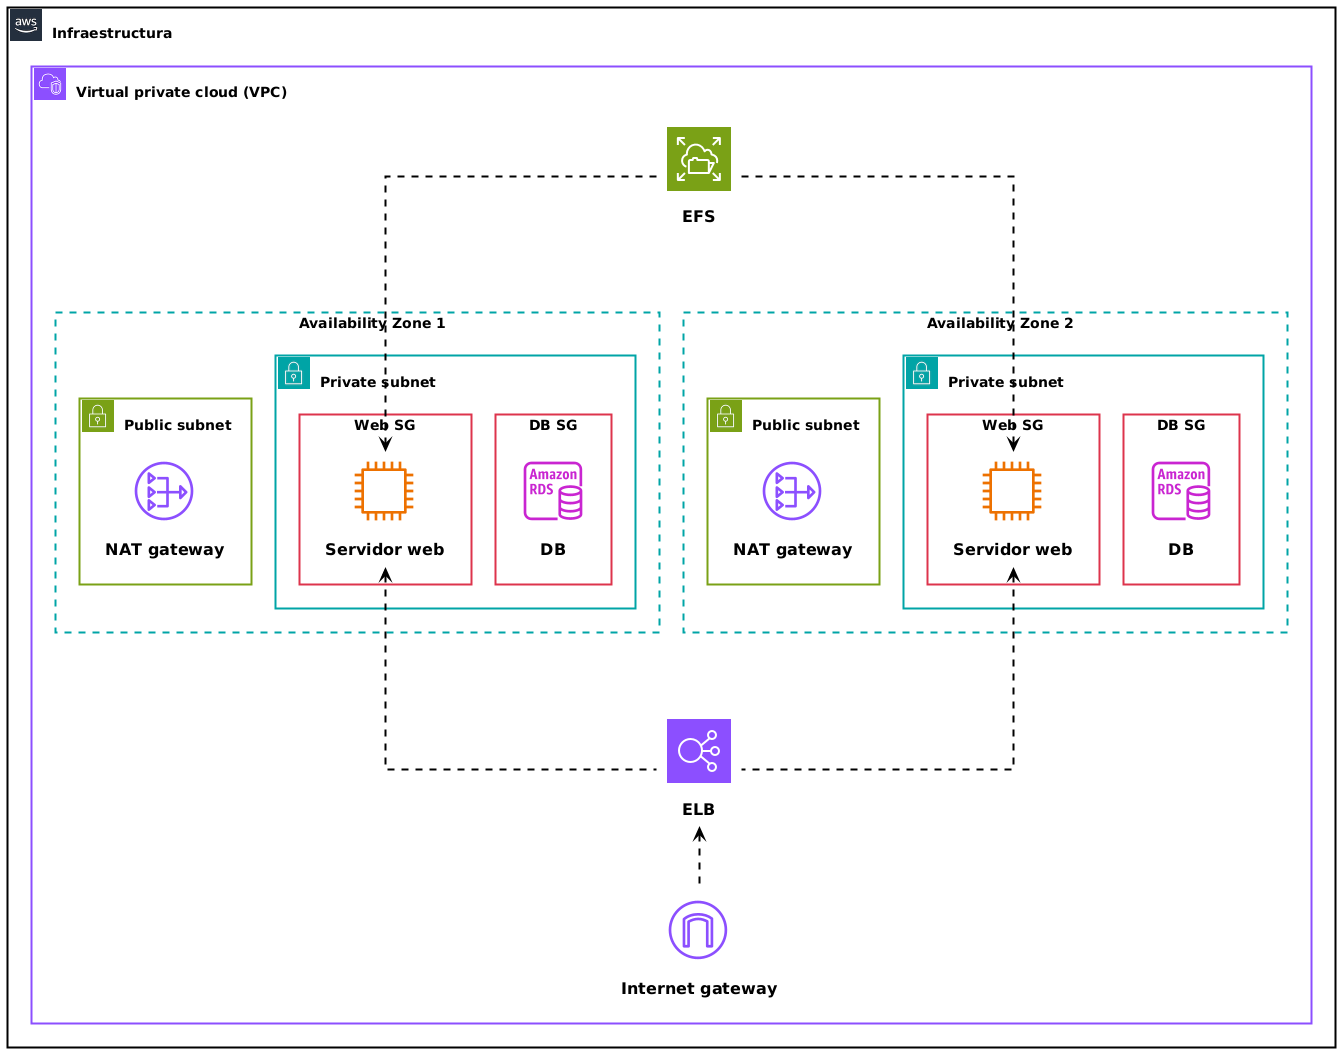 aws
Infraestructura
Virtual private cloud (VPC)
EFS
Availability Zone 1
Private subnet
Public subnet
Web SG
DB SG
Amazon
RDS
NAT gateway
Servidor web
DB
Availability Zone 2
Private subnet
Public subnet
Web SG
DB SG
Amazon
RDS
NAT gateway
Servidor web
DB
ELB
Internet gateway